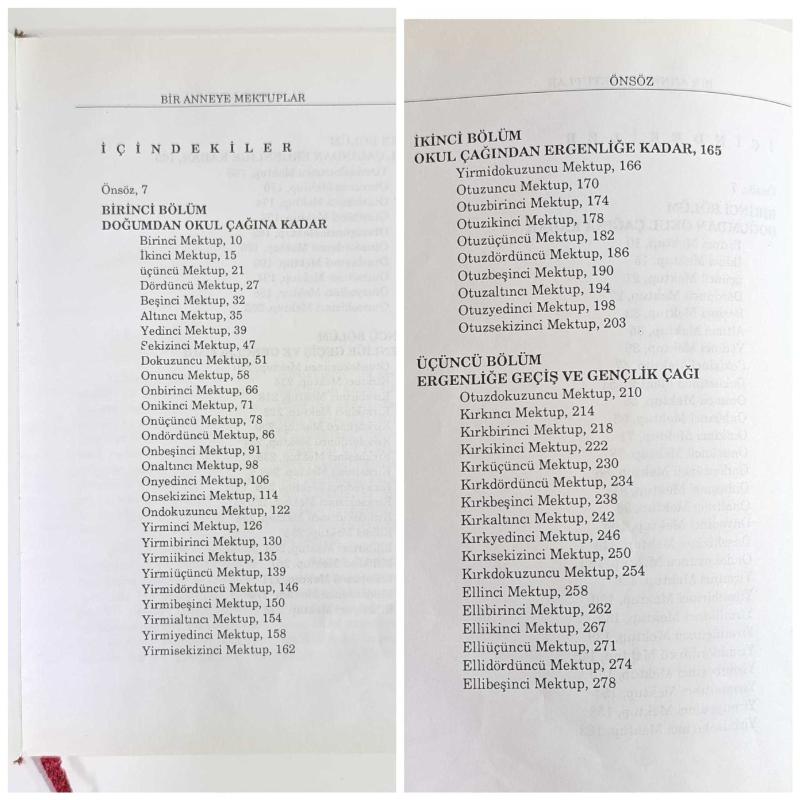 BİR ANNEYE MEKTUPLAR
İÇİNDEKİLER
Önsöz, 7
BİRİNCİ BÖLÜM
DOĞUMDAN OKUL ÇAĞINA KADAR
Birinci Mektup, 10
İkinci Mektup, 15
üçüncü Mektup, 21
Dördüncü Mektup, 27
Beşinci Mektup, 32
Altıncı Mektup, 35
Yedinci Mektup, 39
Sekizinci Mektup, 47
Dokuzuncu Mektup, 51
Onuncu Mektup, 58
Onbirinci Mektup, 66
Onikinci Mektup, 71
Onüçüncü Mektup, 78
Ondördüncü Mektup, 86
Onbeşinci Mektup, 91
Onaltıncı Mektup, 98
Onyedinci Mektup, 106
Onsekizinci Mektup, 114
Ondokuzuncu Mektup, 122
Yirminci Mektup, 126
Yirmibirinci Mektup, 130
Yirmiikinci Mektup, 135
Yirmiüçüncü Mektup, 139
Yirmidördüncü Mektup, 146
Yirmibeşinci Mektup, 150
Yirmialtıncı Mektup, 154
Yirmiyedinci Mektup, 158
Yirmisekizinci Mektup, 162
ÖNSÖZ
İKİNCİ BÖLÜM
OKUL ÇAĞINDAN ERGENLİĞE KADAR, 165
Yirmidokuzuncu Mektup, 166
Otuzuncu Mektup, 170
Otuzbirinci Mektup, 174
Otuzikinci Mektup, 178
Otuzüçüncü Mektup, 182
Otuzdördüncü Mektup, 186
Otuzbeşinci Mektup, 190
Otuzaltıncı Mektup, 194
Otuzyedinci Mektup, 198
Otuzsekizinci Mektup, 203
ÜÇÜNCÜ BÖLÜM
ERGENLİĞE GEÇİŞ VE GENÇLİK ÇAĞI
Otuzdokuzuncu Mektup, 210
Kırkıncı Mektup, 214
Kırkbirinci Mektup, 218
Kırkikinci Mektup, 222
Kırküçüncü Mektup, 230
Kırkdördüncü Mektup, 234
Kırkbeşinci Mektup, 238
Kırkaltıncı Mektup, 242
Kırkyedinci Mektup, 246
Kırksekizinci Mektup, 250
Kırkdokuzuncu Mektup, 254
Ellinci Mektup, 258
Ellibirinci Mektup, 262
Elliikinci Mektup, 267
Elliüçüncü Mektup, 271
Ellidördüncü Mektup, 274
Ellibeşinci Mektup, 278